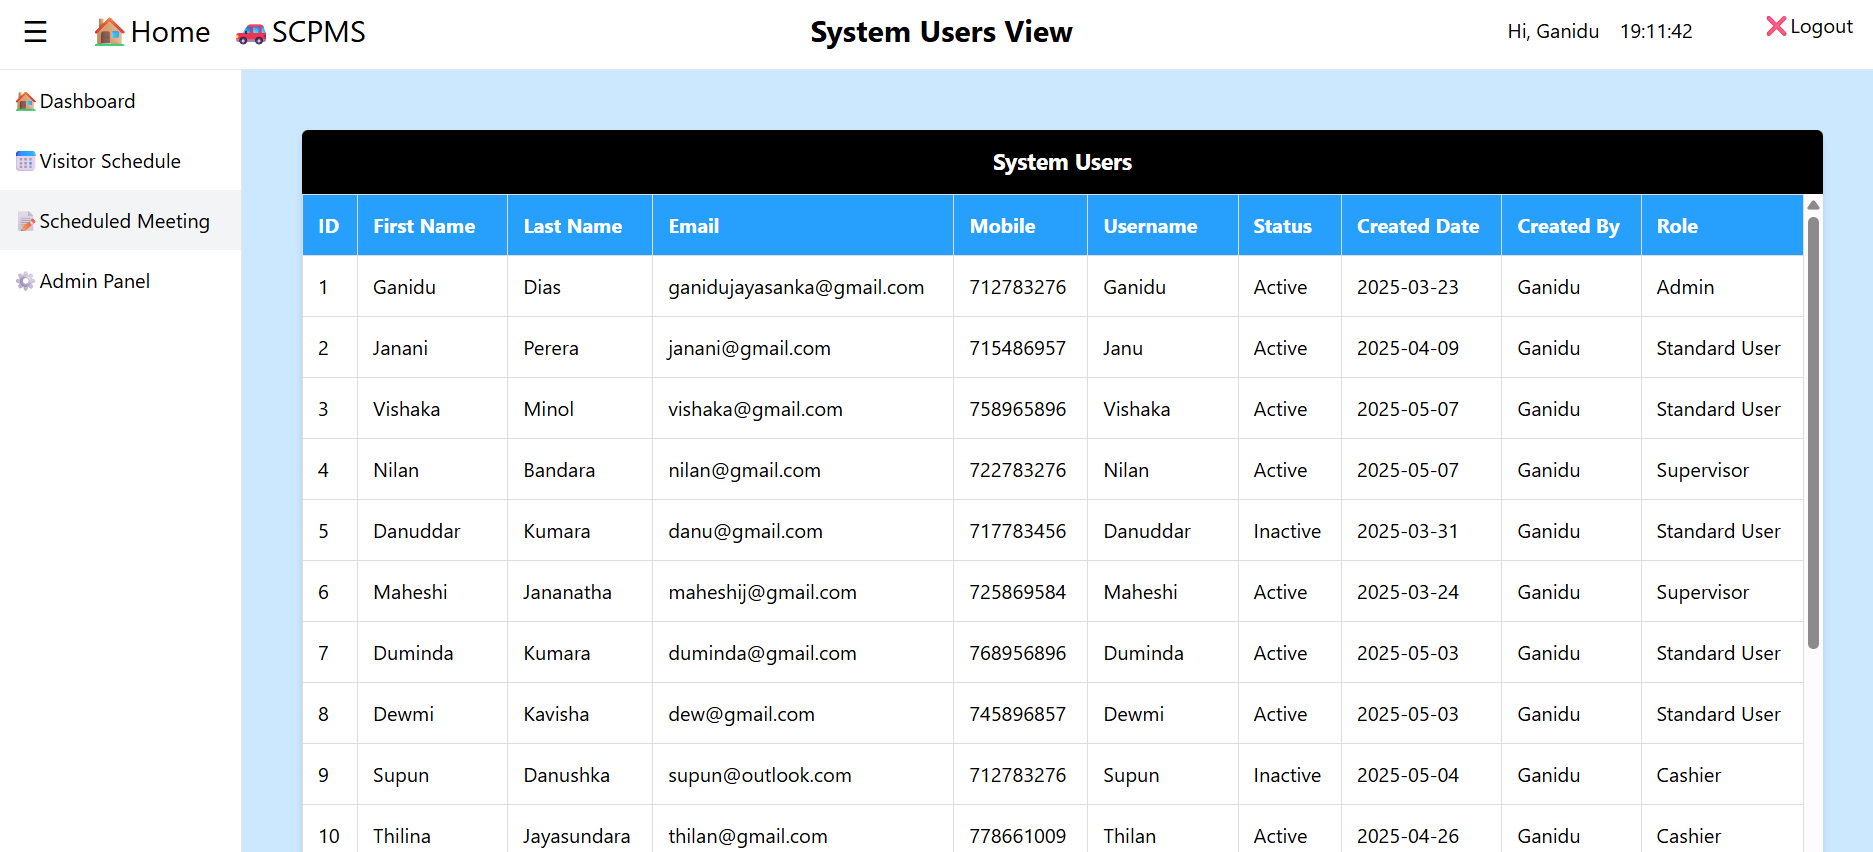 ☰ Home SCPMS System Users View Hi, Ganidu 19:11:42 Logout
Dashboard
Visitor Schedule
Scheduled Meeting
Admin Panel
System Users
ID First Name Last Name Email Mobile Username Status Created Date Created By Role
1 Ganidu Dias ganidujayasanka@gmail.com 712783276 Ganidu Active 2025-03-23 Ganidu Admin
2 Janani Perera janani@gmail.com 715486957 Janu Active 2025-04-09 Ganidu Standard User
3 Vishaka Minol vishaka@gmail.com 758965896 Vishaka Active 2025-05-07 Ganidu Standard User
4 Nilan Bandara nilan@gmail.com 722783276 Nilan Active 2025-05-07 Ganidu Supervisor
5 Danuddar Kumara danu@gmail.com 717783456 Danuddar Inactive 2025-03-31 Ganidu Standard User
6 Maheshi Jananatha maheshij@gmail.com 725869584 Maheshi Active 2025-03-24 Ganidu Supervisor
7 Duminda Kumara duminda@gmail.com 768956896 Duminda Active 2025-05-03 Ganidu Standard User
8 Dewmi Kavisha dew@gmail.com 745896857 Dewmi Active 2025-05-03 Ganidu Standard User
9 Supun Danushka supun@outlook.com 712783276 Supun Inactive 2025-05-04 Ganidu Cashier
10 Thilina Jayasundara thilan@gmail.com 778661009 Thilan Active 2025-04-26 Ganidu Cashier